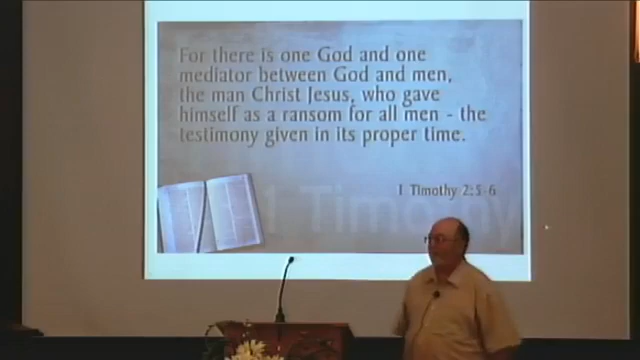 For there is one God and one
mediator between God and men,
the man Christ Jesus, who gave
himself as a ransom for all men - the
testimony given in its proper time.
1 Timothy 2:5-6
1 Timothy